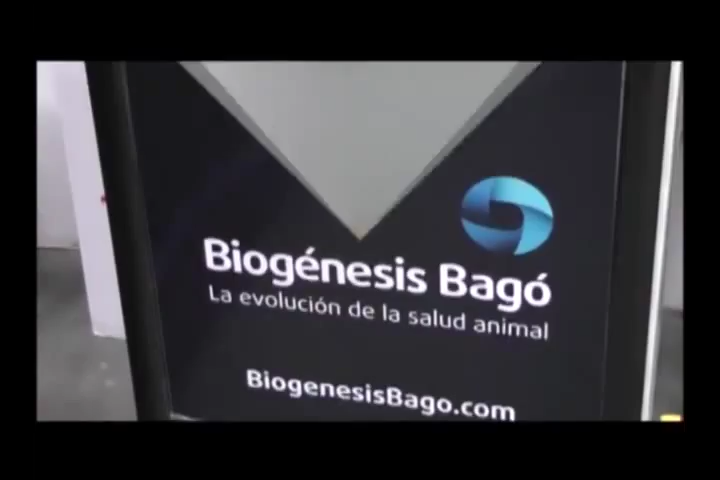 Biogénesis Bagó
La evolución de la salud animal
BiogenesisBago.com